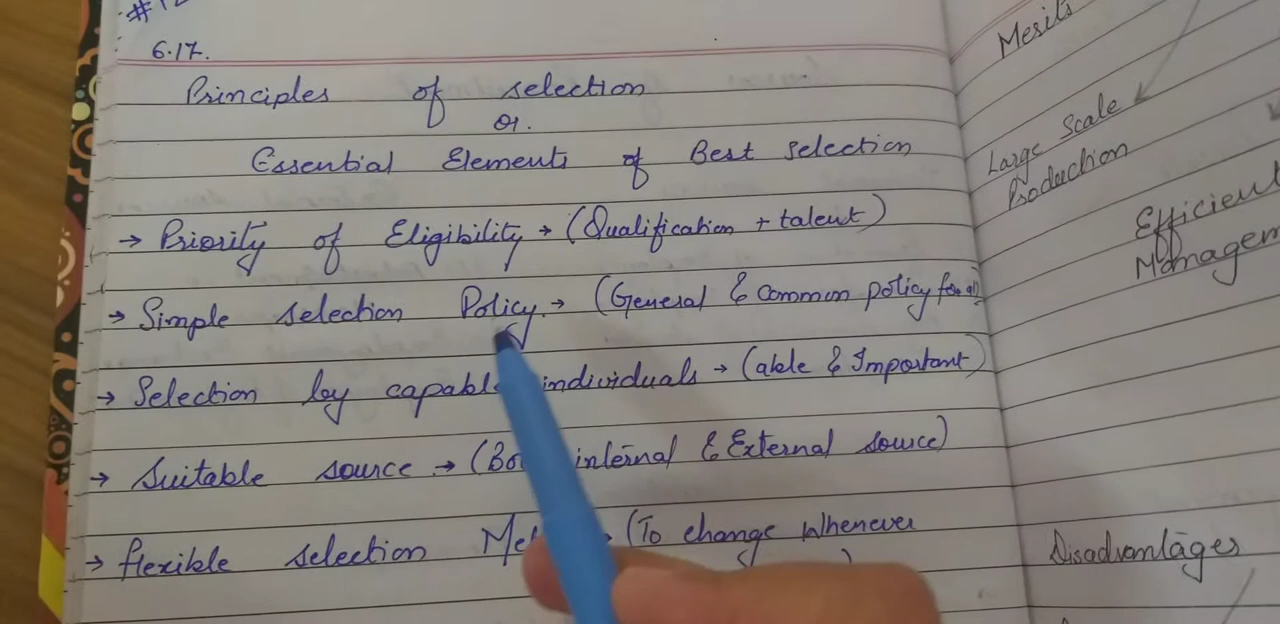 6.17.
Principles of selection
or.
Essential Elements of Best selection
→ Priority of Eligibility → (Qualification + talent)
→ Simple selection Policy → (General & Common policy for all)
→ Selection by capable individuals → (able & Important)
→ Suitable source → (Both internal & External source)
→ flexible selection → (To change Whenever
Merits
Large Scale
Production
Efficient
Disadvantages